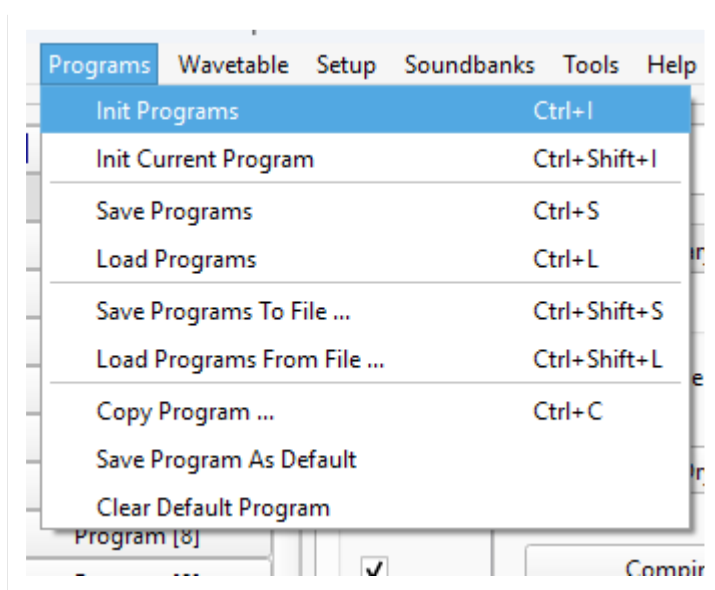 Programs Wavetable Setup Soundbanks Tools Help
Init Programs Ctrl+I
Init Current Program Ctrl+Shift+I
Save Programs Ctrl+S
Load Programs Ctrl+L
Save Programs To File ... Ctrl+Shift+S
Load Programs From File ... Ctrl+Shift+L
Copy Program ... Ctrl+C
Save Program As Default
Clear Default Program
Program [8]